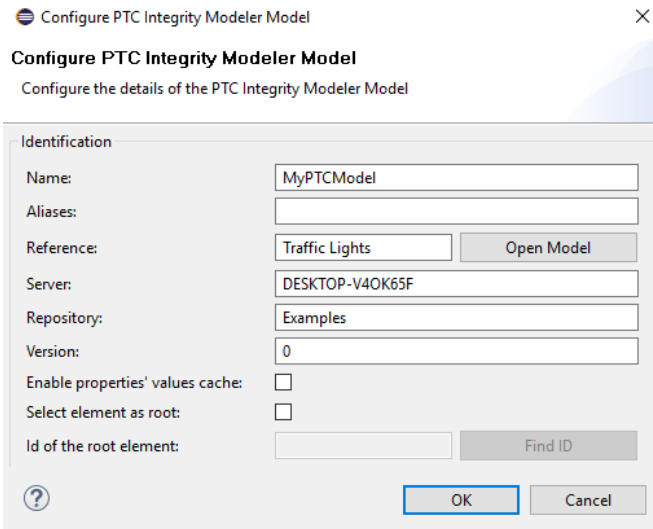 Configure PTC Integrity Modeler Model
Configure PTC Integrity Modeler Model
Configure the details of the PTC Integrity Modeler Model
Identification
Name: MyPTCModel
Aliases:
Reference: Traffic Lights Open Model
Server: DESKTOP-V4OK65F
Repository: Examples
Version: 0
Enable properties' values cache:
Select element as root:
Id of the root element: Find ID
? OK Cancel